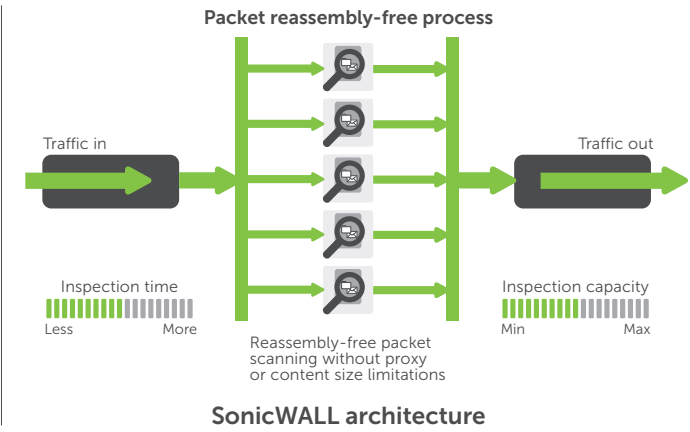 Packet reassembly-free process
Traffic in
Traffic out
Inspection time
Less More
Inspection capacity
Min Max
Reassembly-free packet
scanning without proxy
or content size limitations
SonicWALL architecture